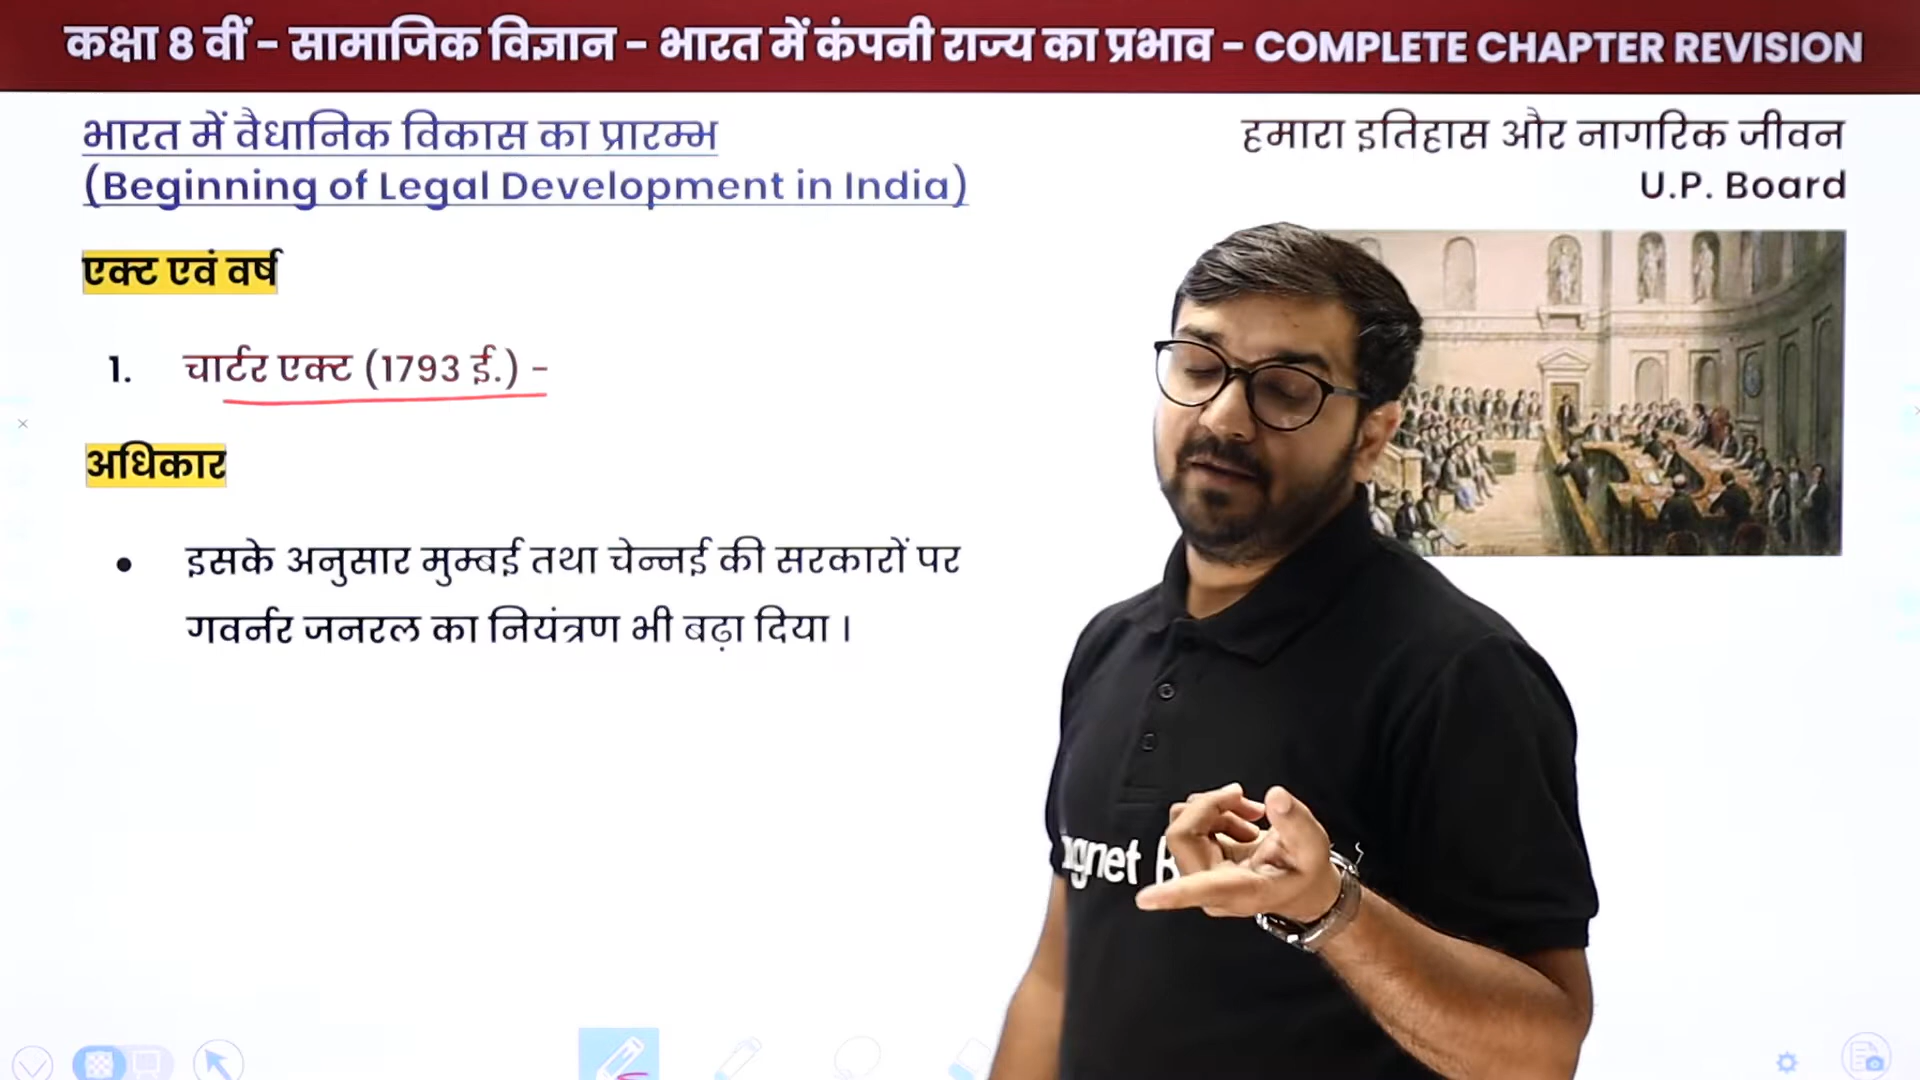 कक्षा 8 वीं - सामाजिक विज्ञान - भारत में कंपनी राज्य का प्रभाव - COMPLETE CHAPTER REVISION
भारत में वैधानिक विकास का प्रारम्भ
(Beginning of Legal Development in India)
हमारा इतिहास और नागरिक जीवन
U.P. Board
एक्ट एवं वर्ष
1. चार्टर एक्ट (1793 ई.) -
अधिकार
• इसके अनुसार मुम्बई तथा चेन्नई की सरकारों पर
गवर्नर जनरल का नियंत्रण भी बढ़ा दिया ।